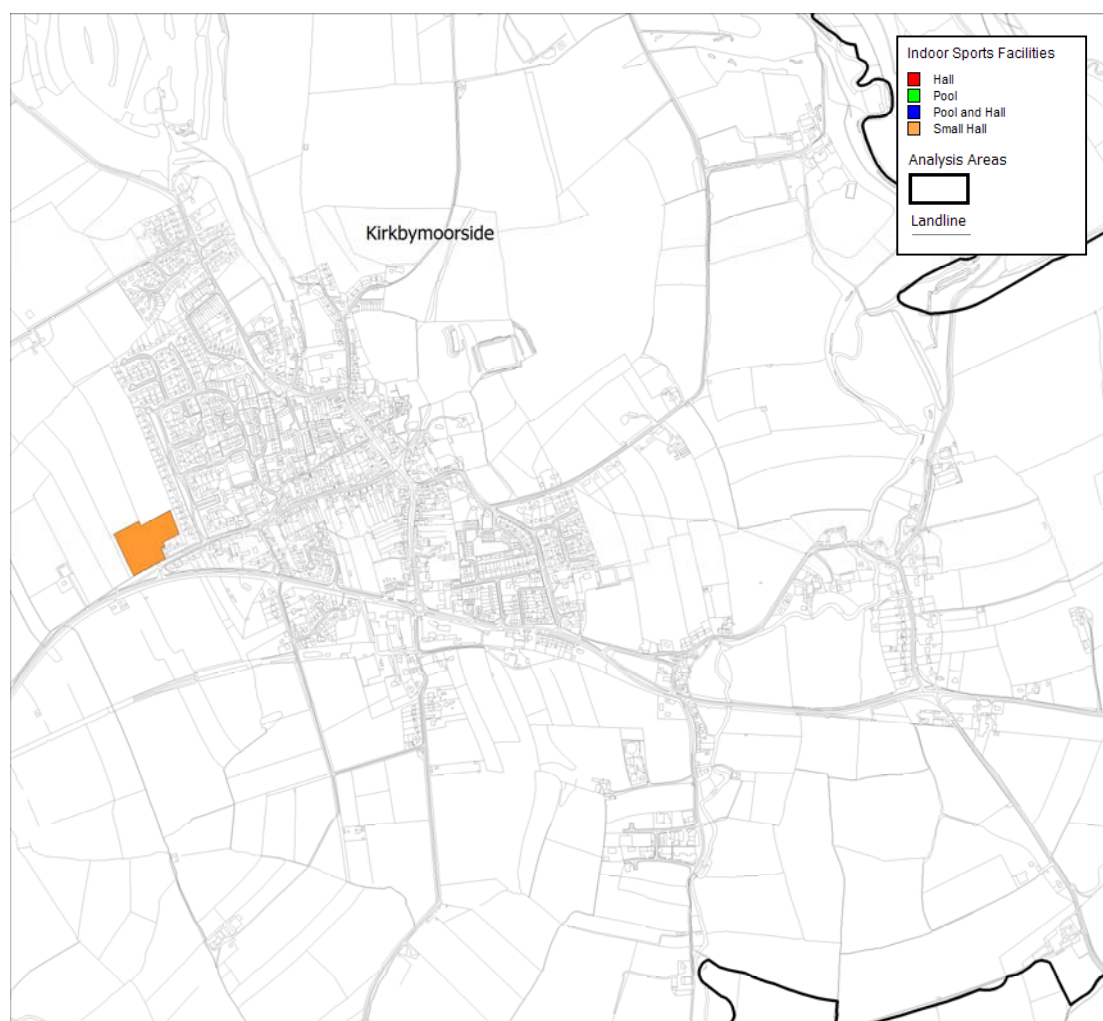 Indoor Sports Facilities
Hall
Pool
Pool and Hall
Small Hall
Analysis Areas
Landline
Kirkbymoorside